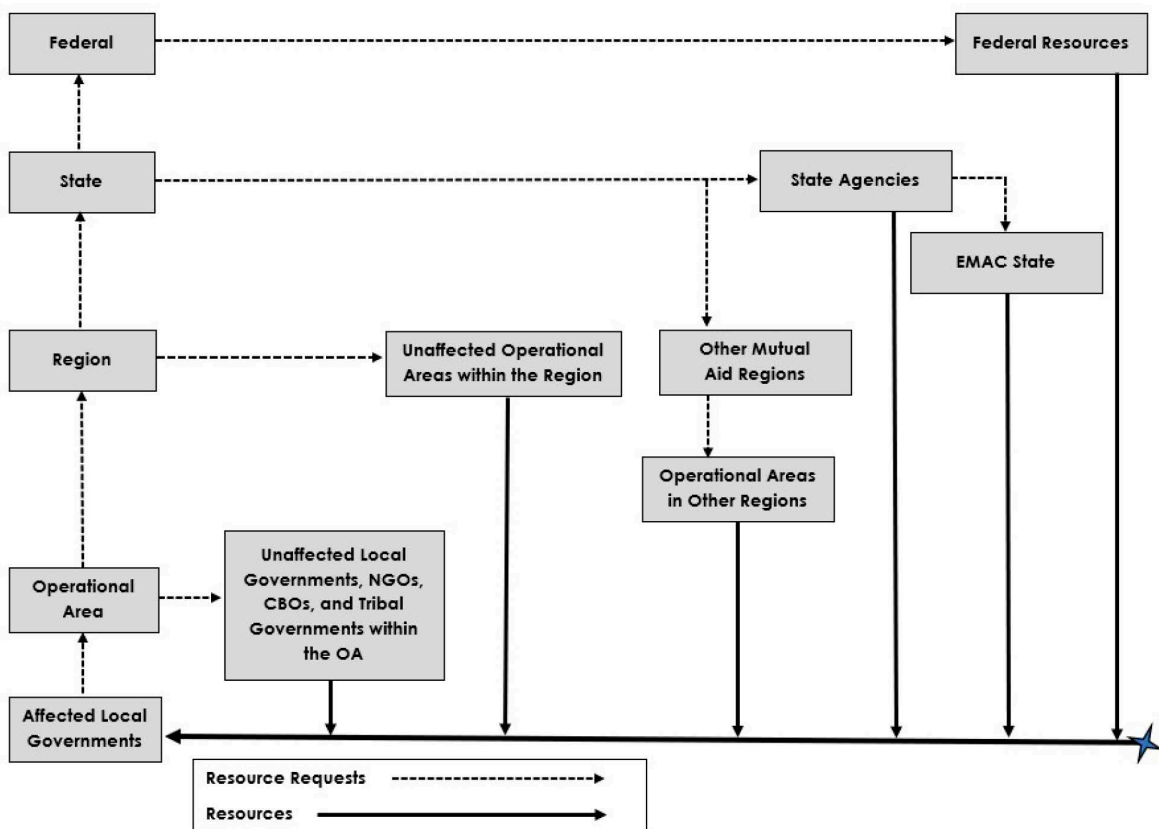 Federal
Federal Resources
State
State Agencies
EMAC State
Region
Unaffected Operational
Areas within the Region
Other Mutual
Aid Regions
Operational Areas
in Other Regions
Operational
Area
Unaffected Local
Governments, NGOs,
CBOs, and Tribal
Governments within
the OA
Affected Local
Governments
Resource Requests
Resources